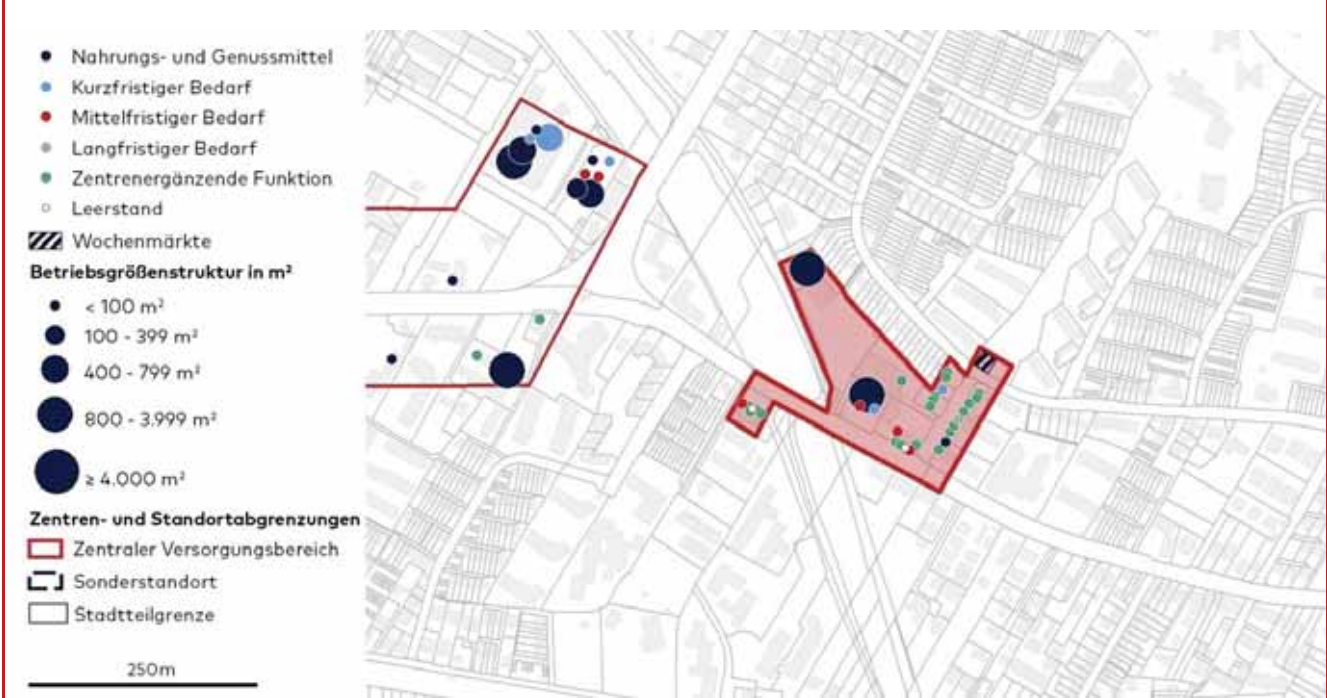 Nahrungs- und Genussmittel
Kurzfristiger Bedarf
Mittelfristiger Bedarf
Langfristiger Bedarf
Zentrenergänzende Funktion
Leerstand
Wochenmärkte
Betriebsgrößenstruktur in m²
< 100 m²
100 - 399 m²
400 - 799 m²
800 - 3.999 m²
≥ 4.000 m²
Zentren- und Standortabgrenzungen
Zentraler Versorgungsbereich
Sonderstandort
Stadtteilgrenze
250m